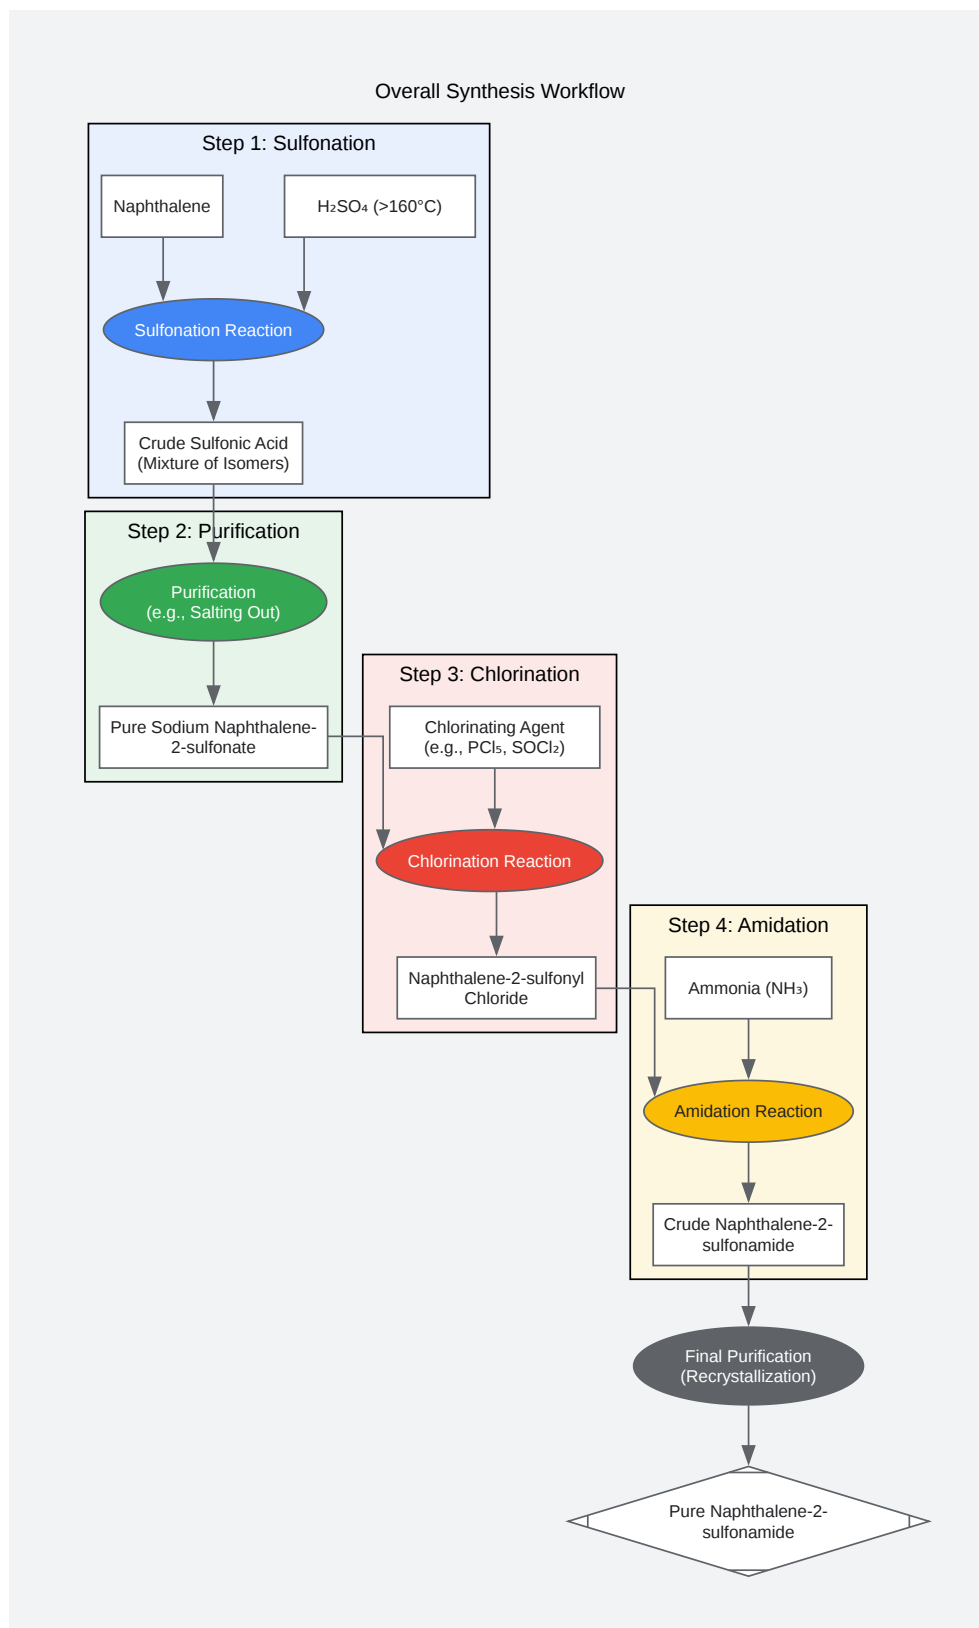 Overall Synthesis Workflow
Step 1: Sulfonation
Naphthalene
H₂SO₄ (>160°C)
Sulfonation Reaction
Crude Sulfonic Acid
(Mixture of Isomers)
Step 2: Purification
Purification
(e.g., Salting Out)
Pure Sodium Naphthalene-
2-sulfonate
Step 3: Chlorination
Chlorinating Agent
(e.g., PCl₅, SOCl₂)
Chlorination Reaction
Naphthalene-2-sulfonyl
Chloride
Step 4: Amidation
Ammonia (NH₃)
Amidation Reaction
Crude Naphthalene-2-
sulfonamide
Final Purification
(Recrystallization)
Pure Naphthalene-2-
sulfonamide